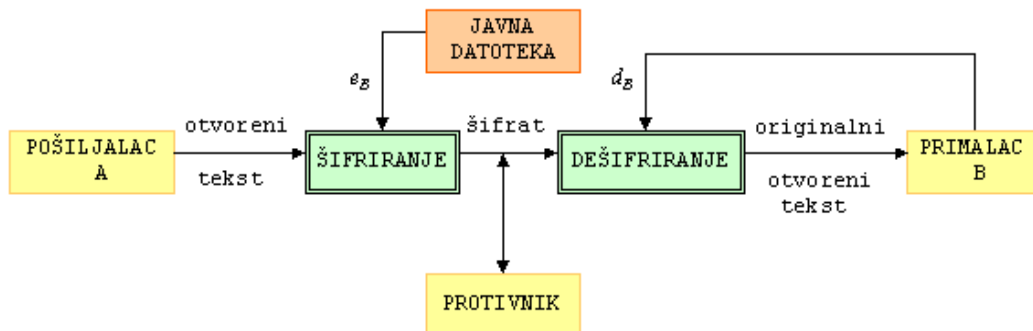 JAVNA
DATOTEKA
e_B
d_B
otvoreni
šifrat
originalni
POŠILJALAC
A
ŠIFRIRANJE
DEŠIFRIRANJE
PRIMALAC
B
tekst
otvoreni
tekst
PROTIVNIK